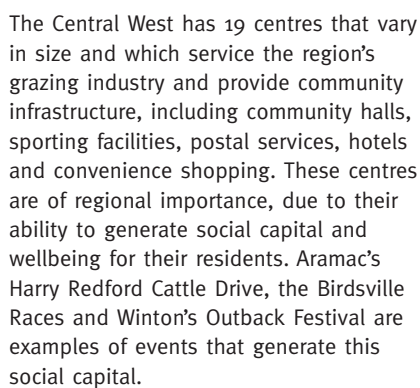 The Central West has 19 centres that vary
in size and which service the region’s
grazing industry and provide community
infrastructure, including community halls,
sporting facilities, postal services, hotels
and convenience shopping. These centres
are of regional importance, due to their
ability to generate social capital and
wellbeing for their residents. Aramac’s
Harry Redford Cattle Drive, the Birdsville
Races and Winton’s Outback Festival are
examples of events that generate this
social capital.